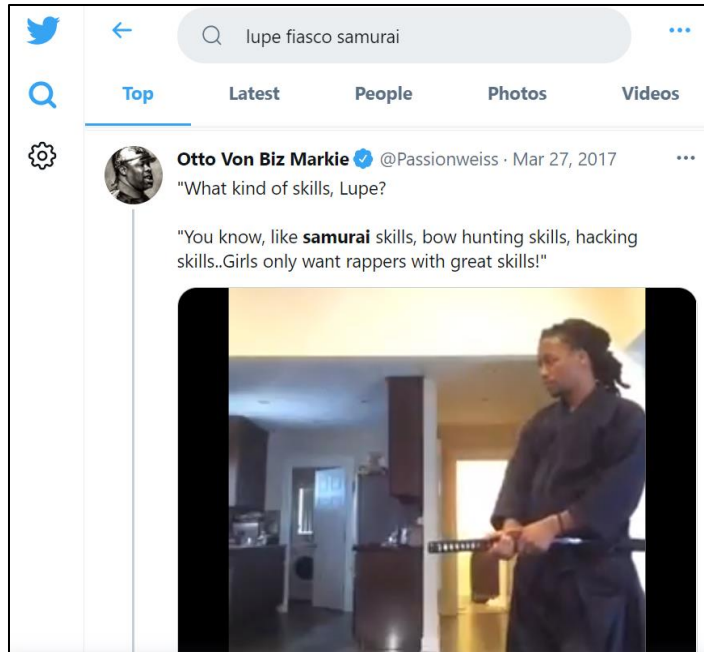 lupe fiasco samurai
Top Latest People Photos Videos
Otto Von Biz Markie @Passionweiss · Mar 27, 2017
"What kind of skills, Lupe?
"You know, like samurai skills, bow hunting skills, hacking
skills..Girls only want rappers with great skills!"